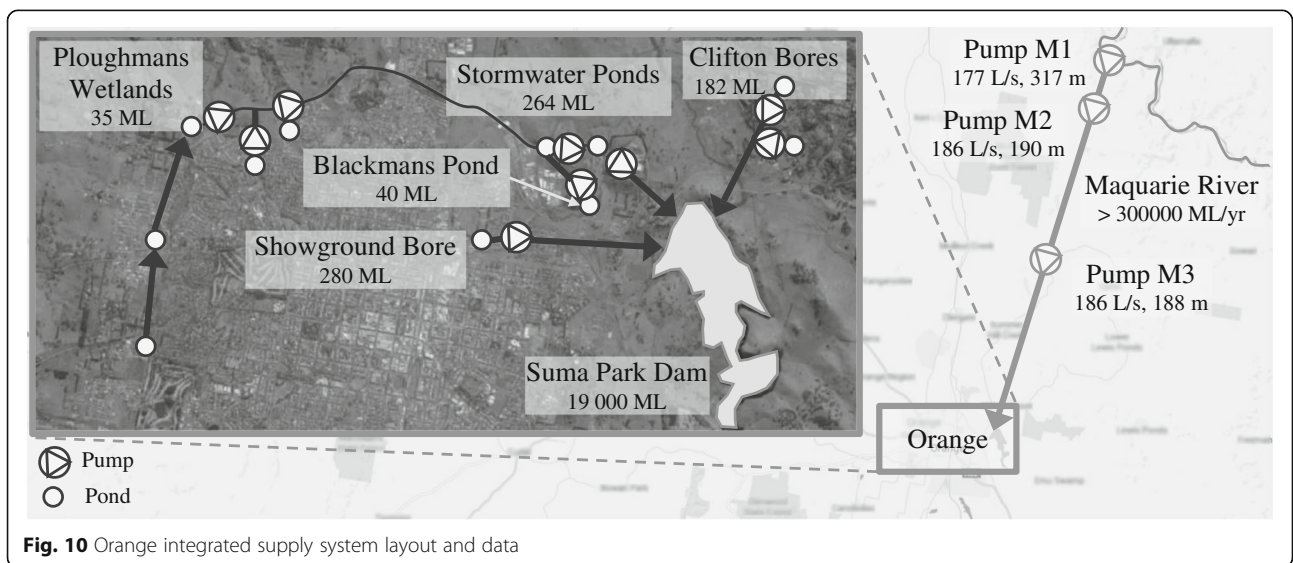 Ploughmans
Wetlands
35 ML
Stormwater Ponds
264 ML
Clifton Bores
182 ML
Blackmans Pond
40 ML
Showground Bore
280 ML
Suma Park Dam
19 000 ML
Pump M1
177 L/s, 317 m
Pump M2
186 L/s, 190 m
Maquarie River
> 300000 ML/yr
Pump M3
186 L/s, 188 m
Orange
Pump
Pond
Fig. 10 Orange integrated supply system layout and data